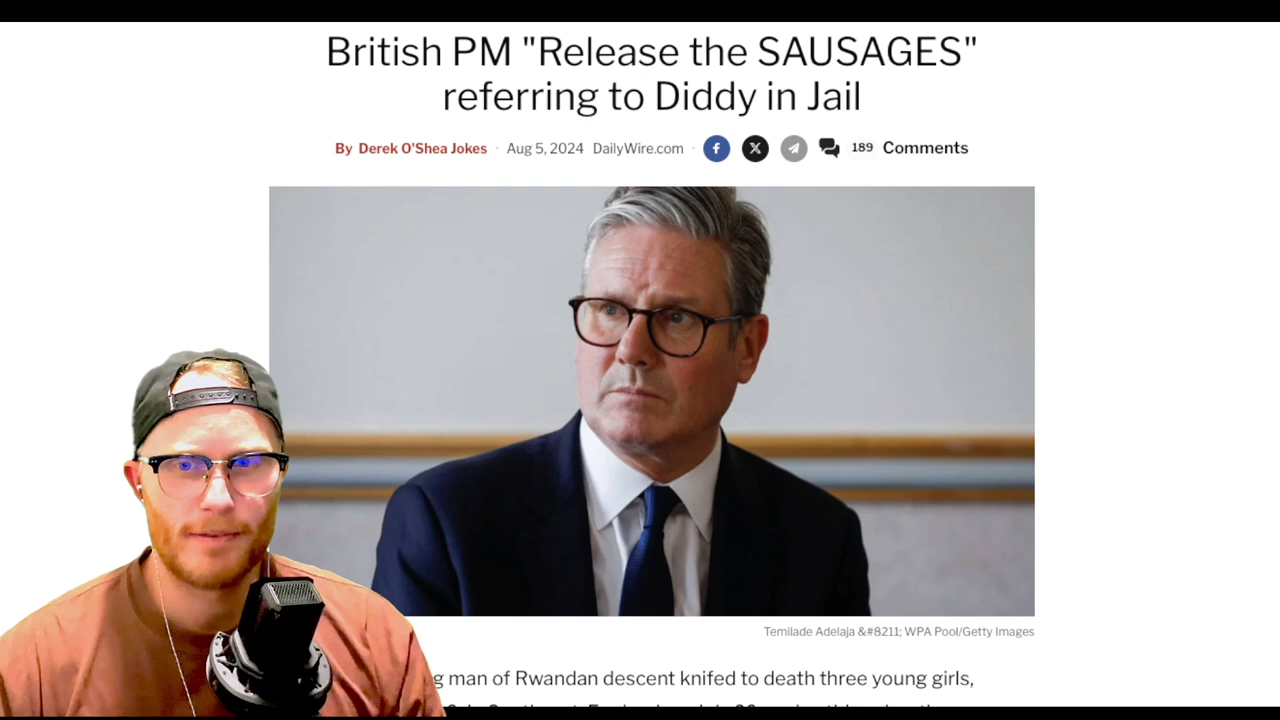 British PM "Release the SAUSAGES"
referring to Diddy in Jail
By Derek O'Shea Jokes · Aug 5, 2024 DailyWire.com · 189 Comments
Temilade Adelaja &#8211; WPA Pool/Getty Images
g man of Rwandan descent knifed to death three young girls,